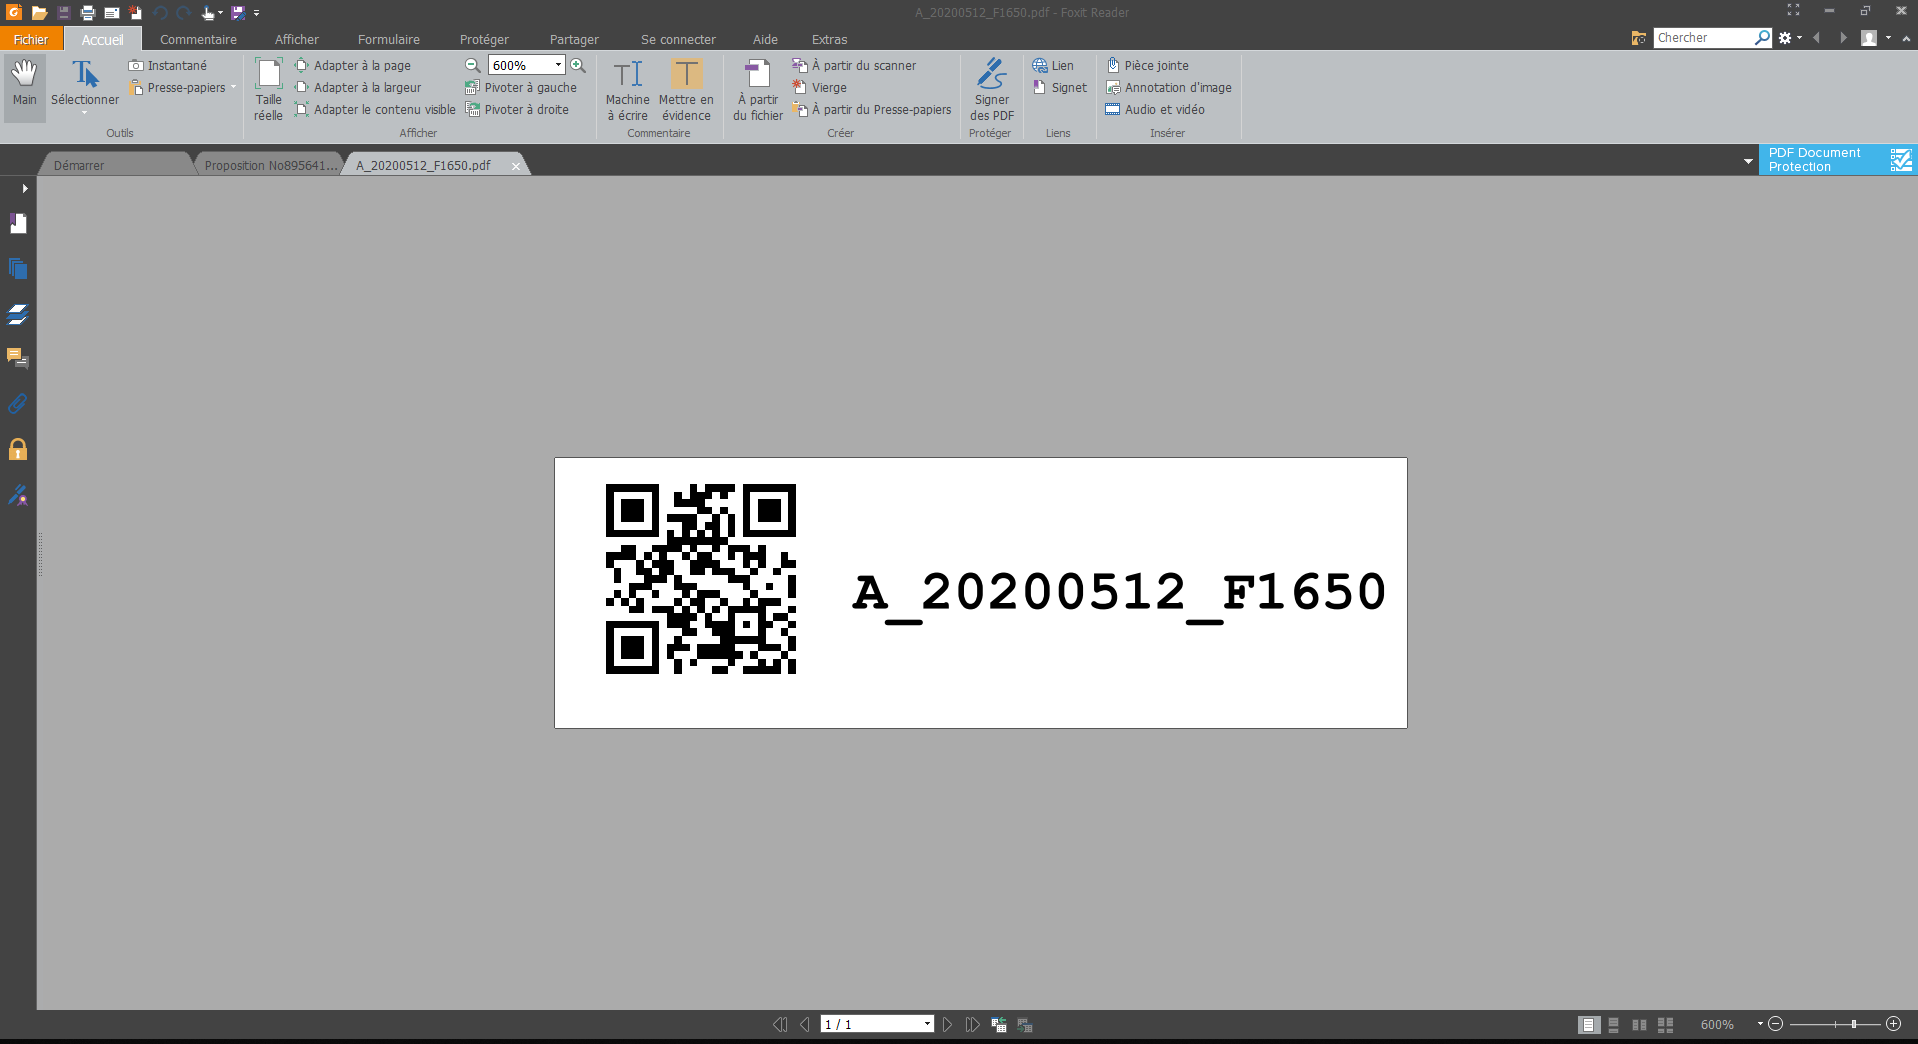 A_20200512_F1650.pdf - Foxit Reader
Fichier Accueil Commentaire Afficher Formulaire Protéger Partager Se connecter Aide Extras Chercher
Main
Sélectionner
Instantané
Presse-papiers
Outils
Taille réelle
Adapter à la page
Adapter à la largeur
Adapter le contenu visible
600%
Pivoter à gauche
Pivoter à droite
Afficher
Machine à écrire
Mettre en évidence
Commentaire
À partir du fichier
À partir du scanner
Vierge
À partir du Presse-papiers
Créer
Signer des PDF
Protéger
Lien
Signet
Liens
Pièce jointe
Annotation d'image
Audio et vidéo
Insérer
Démarrer Proposition No895641... A_20200512_F1650.pdf
PDF Document
Protection
A_20200512_F1650
1 / 1
600%